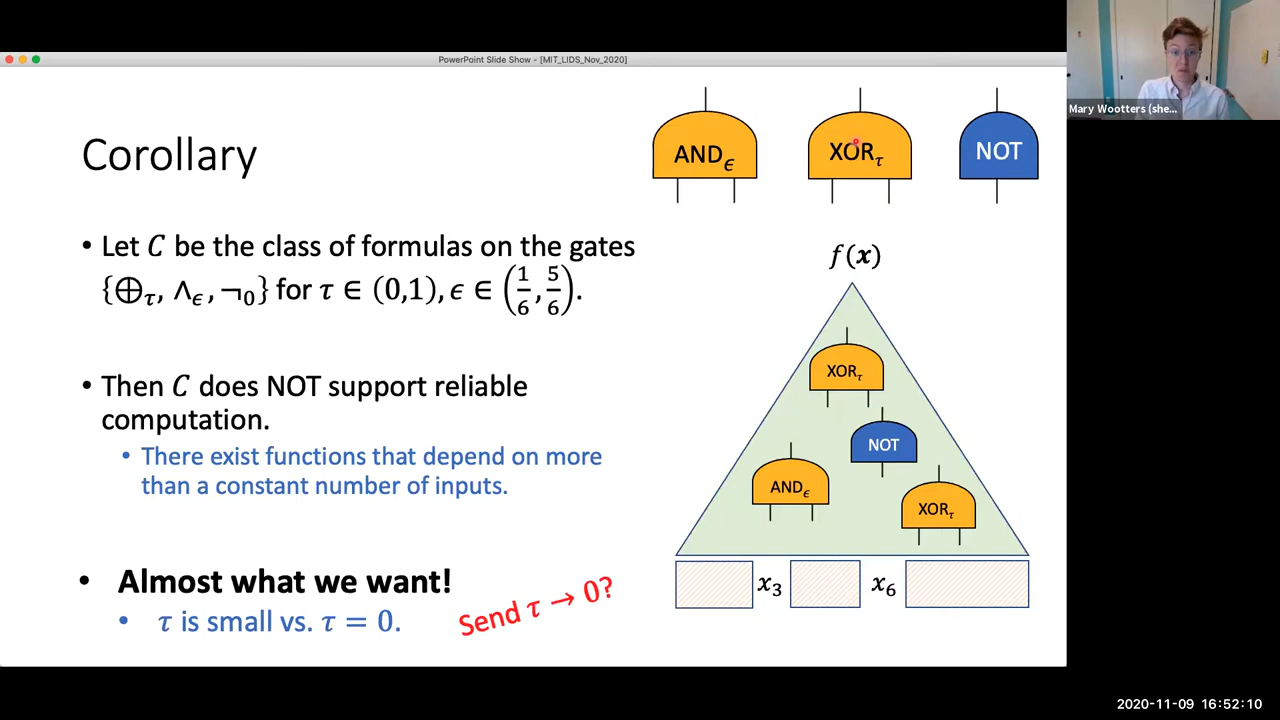 PowerPoint Slide Show - [MIT_LIDS_Nov_2020]
Mary Wootters (she...
Corollary
AND_ϵ
XOR_τ
NOT
• Let C be the class of formulas on the gates
{⊕_τ, ∧_ϵ, ¬_0} for τ ∈ (0,1), ϵ ∈ (1/6, 5/6).
• Then C does NOT support reliable
computation.
• There exist functions that depend on more
than a constant number of inputs.
• Almost what we want!
• τ is small vs. τ = 0.
Send τ → 0?
f(x)
XOR_τ
NOT
AND_ϵ
XOR_τ
x_3
x_6
2020-11-09 16:52:10